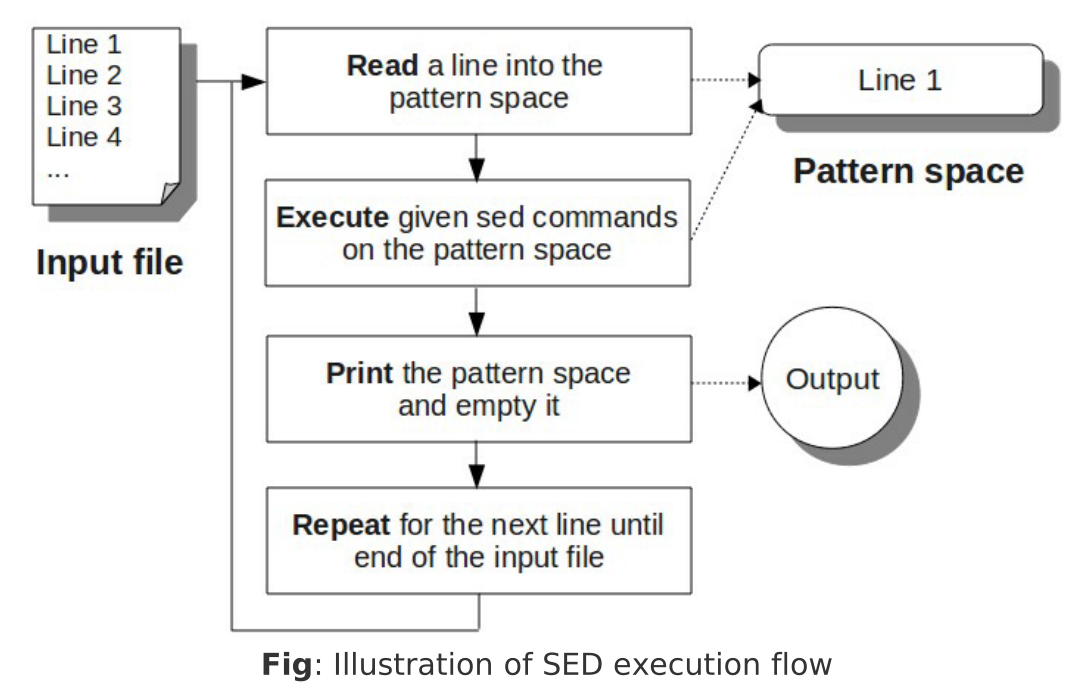 Line 1
Line 2
Line 3
Line 4
...
Input file
Read a line into the
pattern space
Line 1
Pattern space
Execute given sed commands
on the pattern space
Print the pattern space
and empty it
Output
Repeat for the next line until
end of the input file
Fig: Illustration of SED execution flow